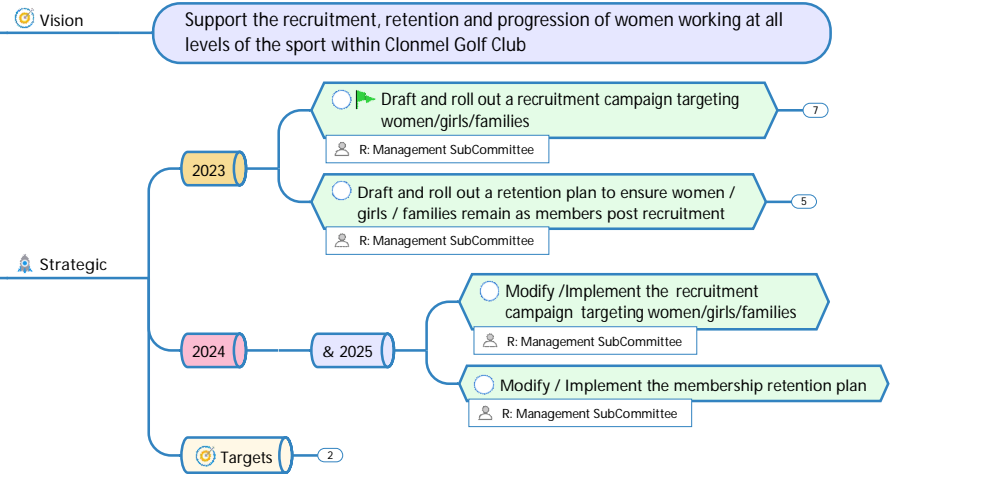 Vision
Support the recruitment, retention and progression of women working at all
levels of the sport within Clonmel Golf Club
Strategic
2023
Draft and roll out a recruitment campaign targeting
women/girls/families
7
R: Management SubCommittee
Draft and roll out a retention plan to ensure women /
girls / families remain as members post recruitment
5
R: Management SubCommittee
2024
& 2025
Modify /Implement the recruitment
campaign targeting women/girls/families
R: Management SubCommittee
Modify / Implement the membership retention plan
R: Management SubCommittee
Targets
2